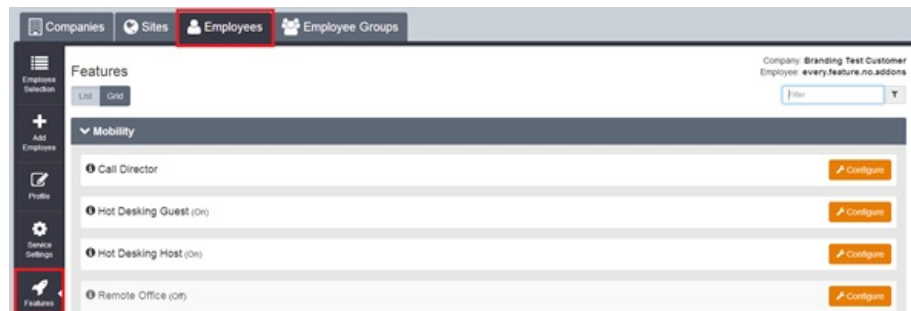 Companies Sites Employees Employee Groups
Employee
Selection
Features
Company: Branding Test Customer
Employee: every.feature.no.addons
List Grid
Filter
Add
Employee
Mobility
Profile
Call Director Configure
Hot Desking Guest (On) Configure
Service
Settings
Hot Desking Host (On) Configure
Features
Remote Office (Off) Configure